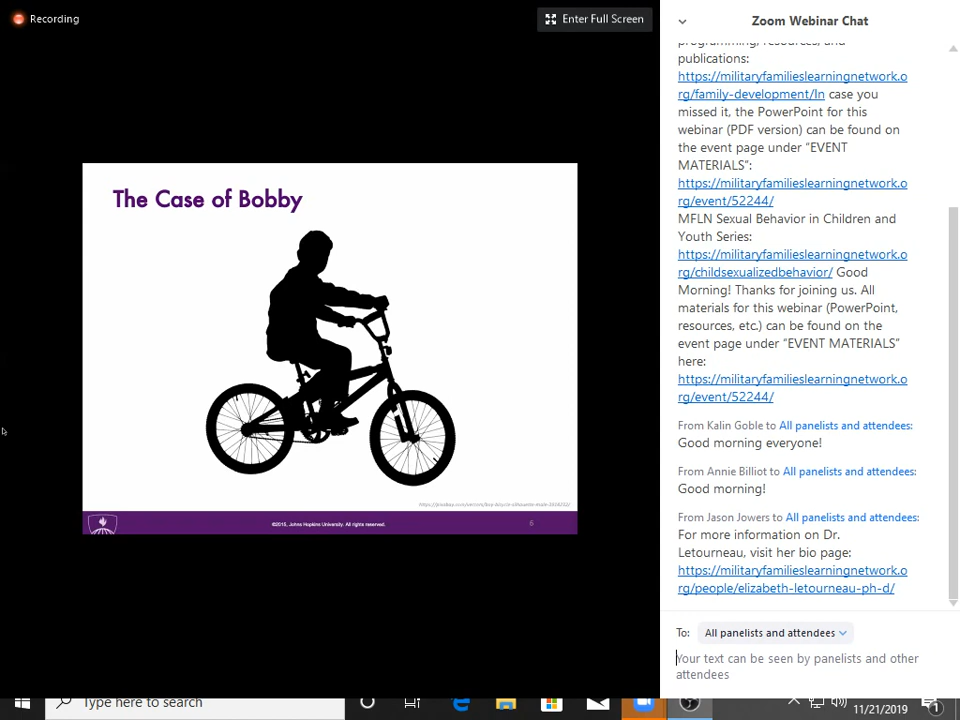 Recording
Enter Full Screen
Zoom Webinar Chat
The Case of Bobby
©2015, Johns Hopkins University. All rights reserved.
6
programming, resources, and
publications:
https://militaryfamilieslearningnetwork.o
rg/family-development/In case you
missed it, the PowerPoint for this
webinar (PDF version) can be found on
the event page under “EVENT
MATERIALS”:
https://militaryfamilieslearningnetwork.o
rg/event/52244/
MFLN Sexual Behavior in Children and
Youth Series:
https://militaryfamilieslearningnetwork.o
rg/childsexualizedbehavior/ Good
Morning! Thanks for joining us. All
materials for this webinar (PowerPoint,
resources, etc.) can be found on the
event page under “EVENT MATERIALS”
here:
https://militaryfamilieslearningnetwork.o
rg/event/52244/
From Kalin Goble to All panelists and attendees:
Good morning everyone!
From Annie Billiot to All panelists and attendees:
Good morning!
From Jason Jowers to All panelists and attendees:
For more information on Dr.
Letourneau, visit her bio page:
https://militaryfamilieslearningnetwork.o
rg/people/elizabeth-letourneau-ph-d/
To: All panelists and attendees
Your text can be seen by panelists and other
attendees
Type here to search
11/21/2019
1